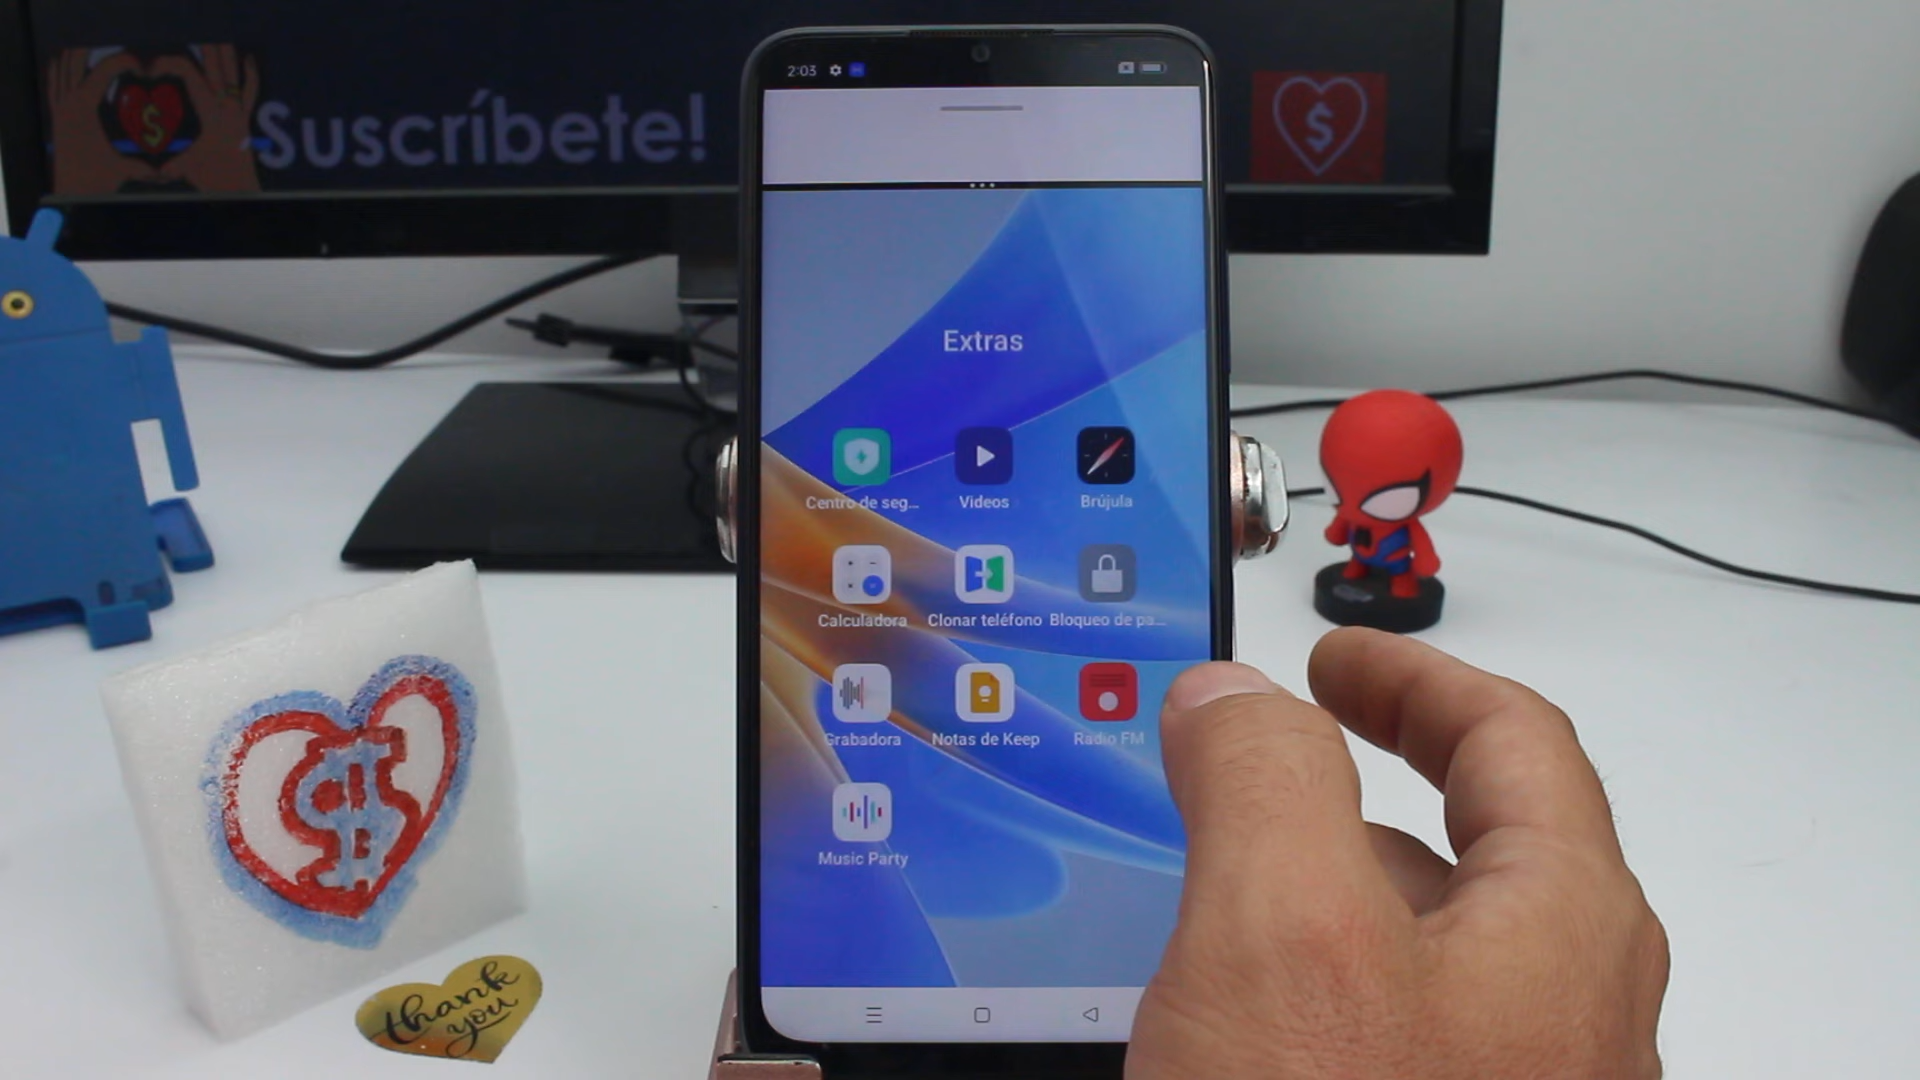 Suscríbete!
$
$
2:03
Extras
Centro de seg...
Videos
Brújula
Calculadora
Clonar teléfono
Bloqueo de pa...
Grabadora
Notas de Keep
Radio FM
Music Party
$
thank
you